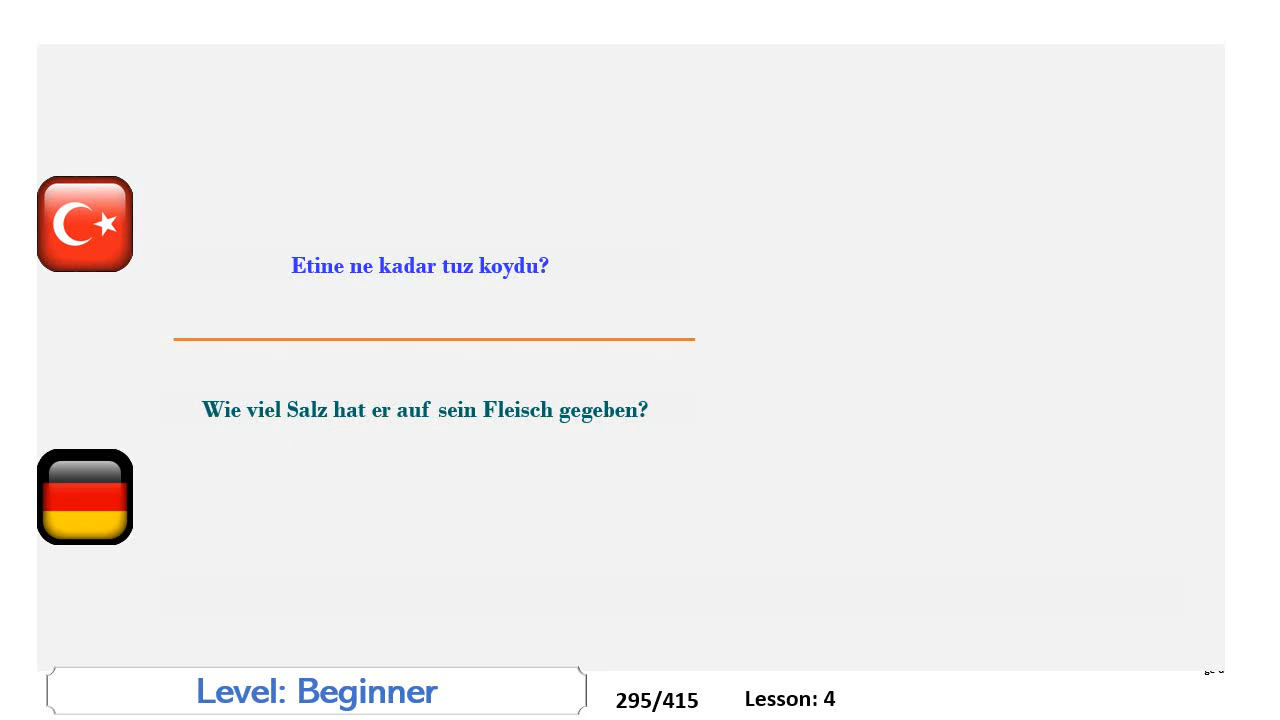 Etine ne kadar tuz koydu?
Wie viel Salz hat er auf sein Fleisch gegeben?
Level: Beginner
295/415
Lesson: 4